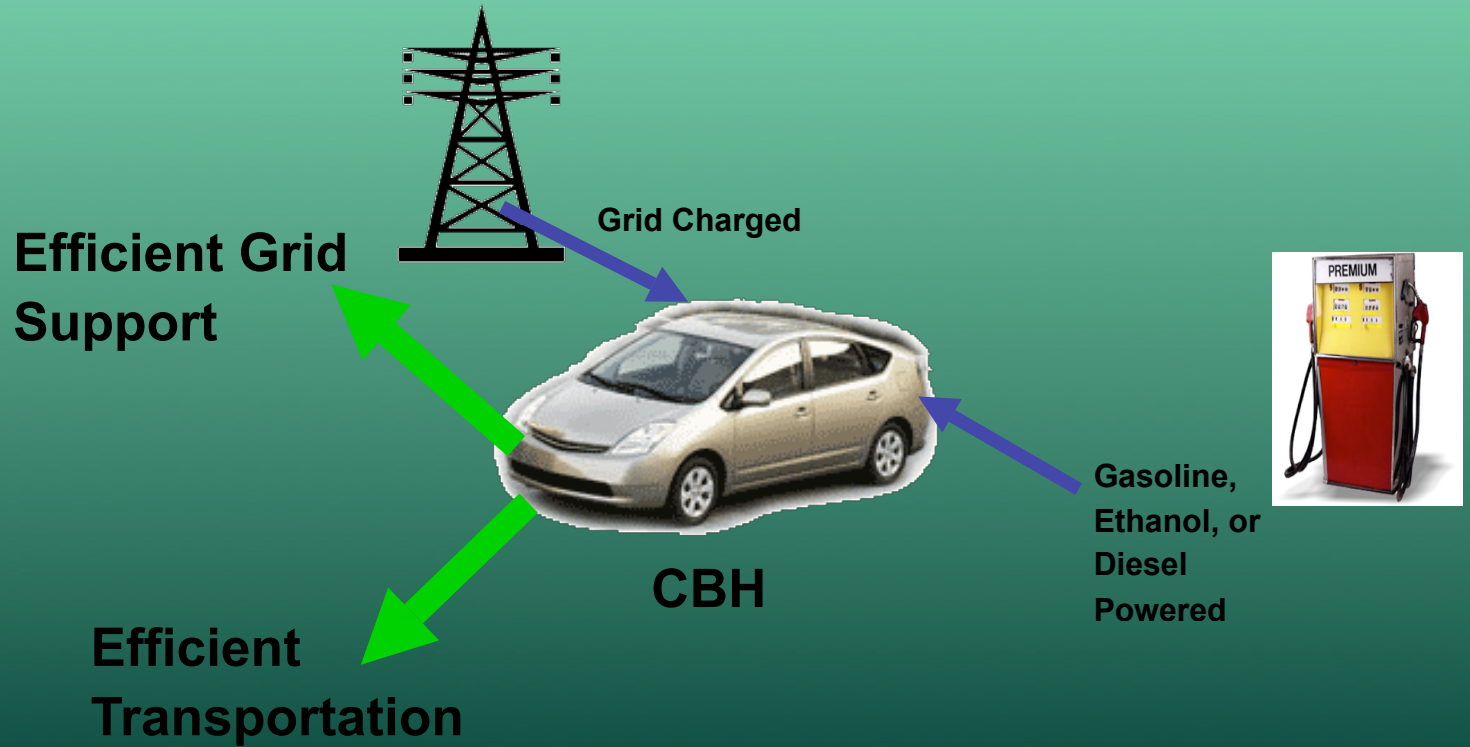 Grid Charged
Efficient Grid
Support
PREMIUM
Gasoline,
Ethanol, or
Diesel
Powered
CBH
Efficient
Transportation